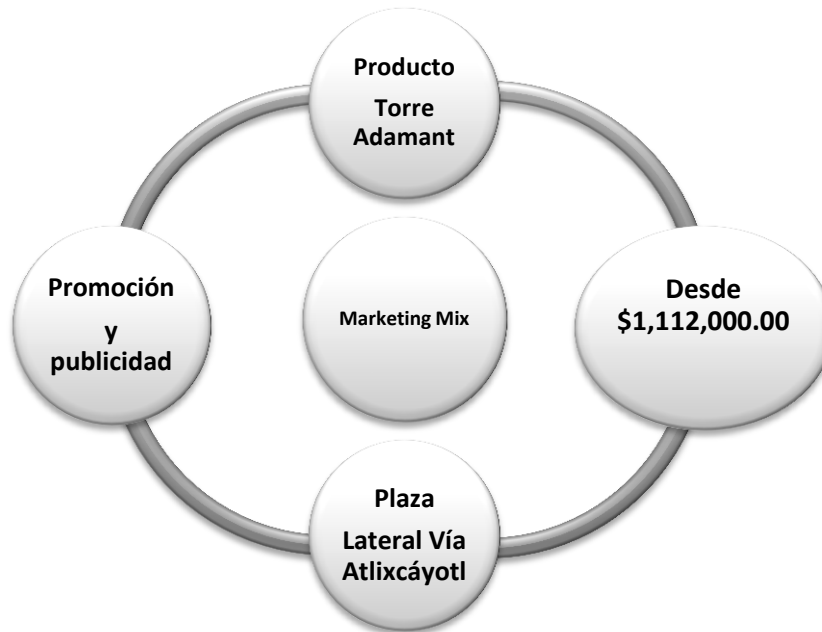 Producto
Torre
Adamant
Promoción
y
publicidad
Marketing Mix
Desde
$1,112,000.00
Plaza
Lateral Vía
Atlixcáyotl